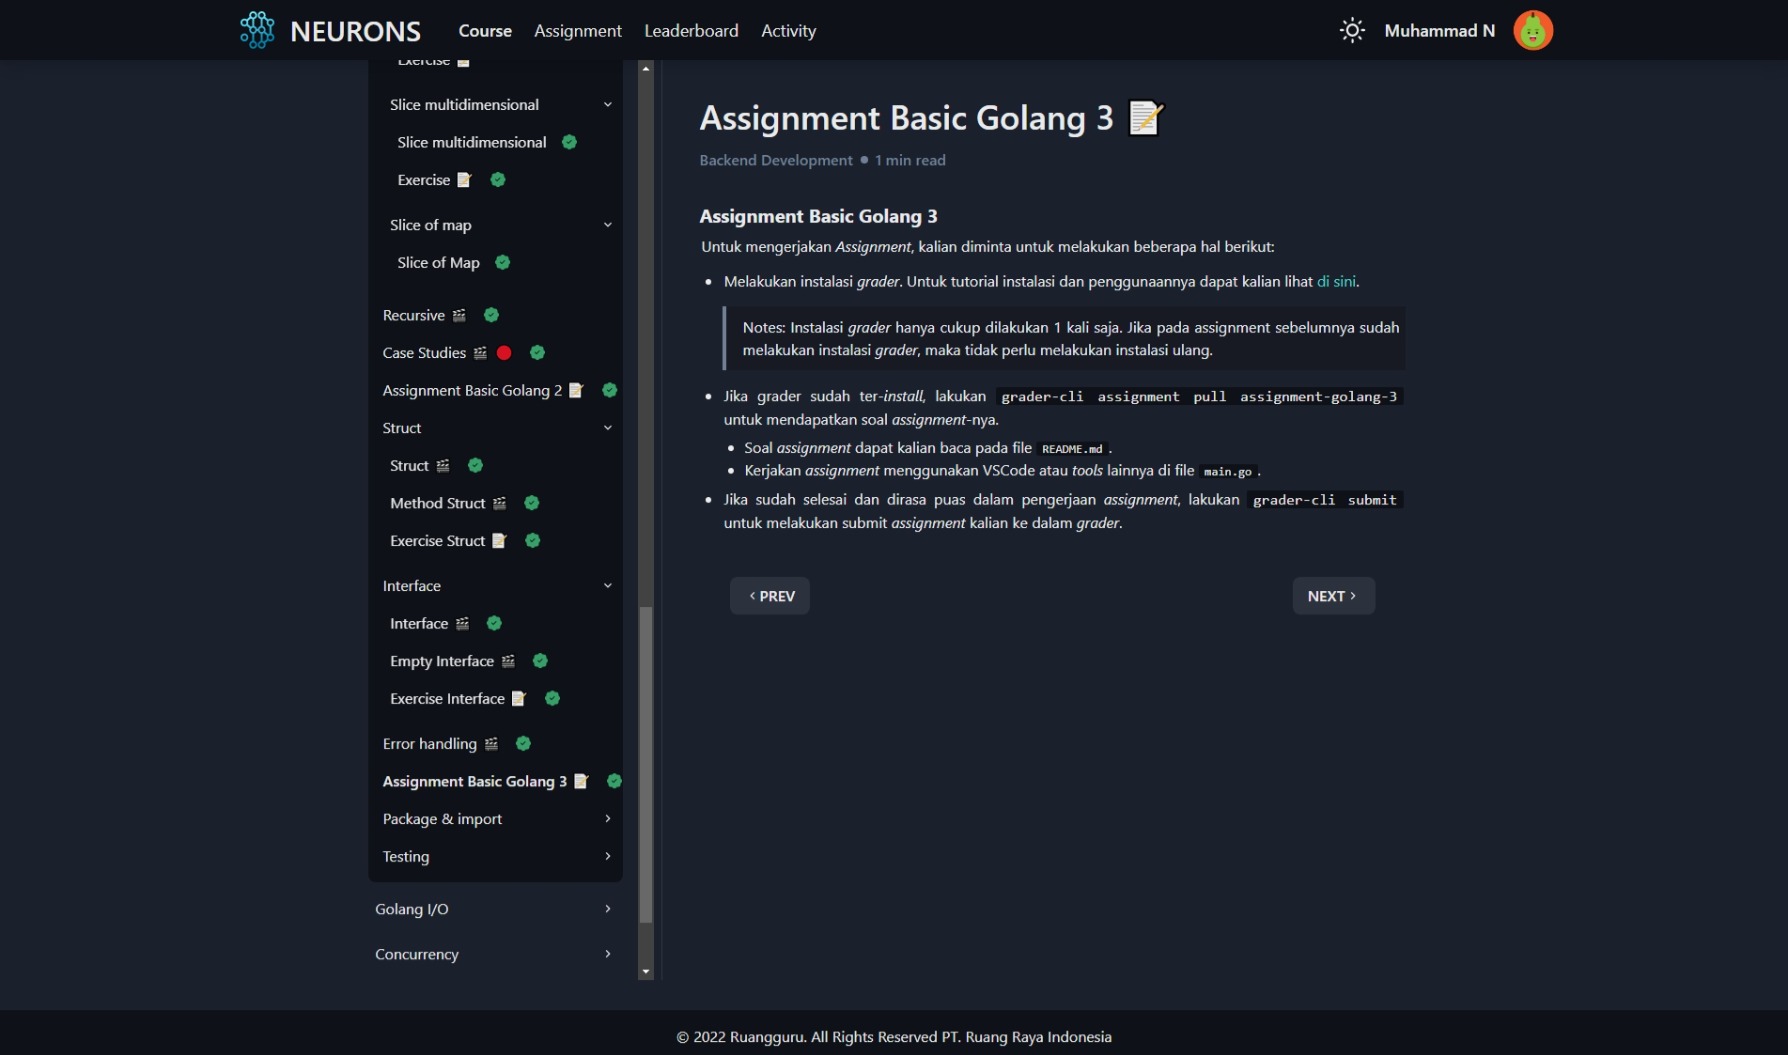 NEURONS
Course
Assignment
Leaderboard
Activity
Muhammad N
Exercise
Slice multidimensional
Slice multidimensional
Exercise
Slice of map
Slice of Map
Recursive
Case Studies
Assignment Basic Golang 2
Struct
Struct
Method Struct
Exercise Struct
Interface
Interface
Empty Interface
Exercise Interface
Error handling
Assignment Basic Golang 3
Package & import
Testing
Golang I/O
Concurrency
Assignment Basic Golang 3
Backend Development ● 1 min read
Assignment Basic Golang 3
Untuk mengerjakan Assignment, kalian diminta untuk melakukan beberapa hal berikut:
• Melakukan instalasi grader. Untuk tutorial instalasi dan penggunaannya dapat kalian lihat di sini.
Notes: Instalasi grader hanya cukup dilakukan 1 kali saja. Jika pada assignment sebelumnya sudah
melakukan instalasi grader, maka tidak perlu melakukan instalasi ulang.
• Jika grader sudah ter-install, lakukan grader-cli assignment pull assignment-golang-3
untuk mendapatkan soal assignment-nya.
• Soal assignment dapat kalian baca pada file README.md .
• Kerjakan assignment menggunakan VSCode atau tools lainnya di file main.go .
• Jika sudah selesai dan dirasa puas dalam pengerjaan assignment, lakukan grader-cli submit
untuk melakukan submit assignment kalian ke dalam grader.
‹ PREV
NEXT ›
© 2022 Ruangguru. All Rights Reserved PT. Ruang Raya Indonesia